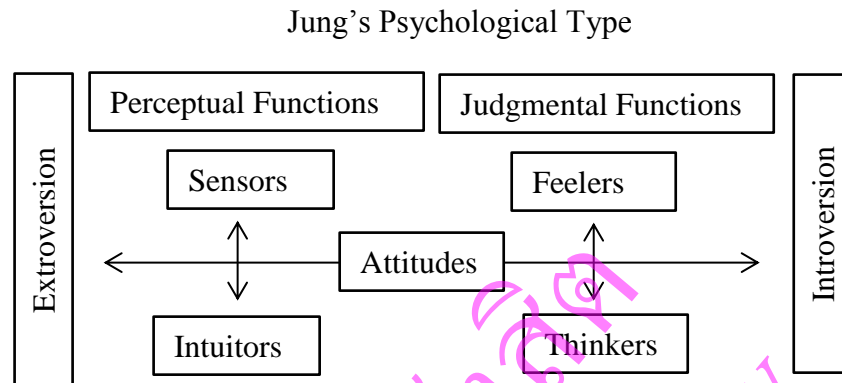 Jung’s Psychological Type
Perceptual Functions
Judgmental Functions
Extroversion
Sensors
Feelers
Attitudes
Introversion
Intuitors
Thinkers